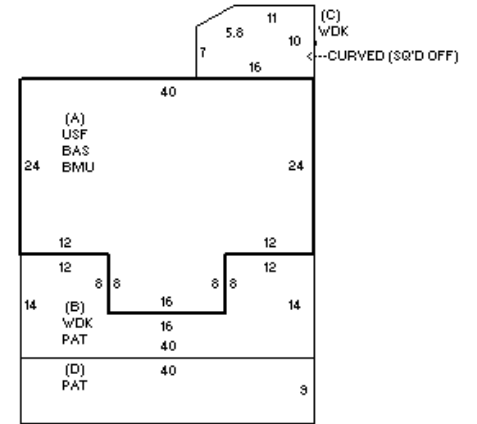 11
(C)
WDK
5.8
10
7
<--CURVED (SQ'D OFF)
16
40
(A)
USF
BAS
BMU
24
24
12
12
12
12
8
8
8
8
14
14
16
(B)
WDK
PAT
16
40
(D)
PAT
40
9